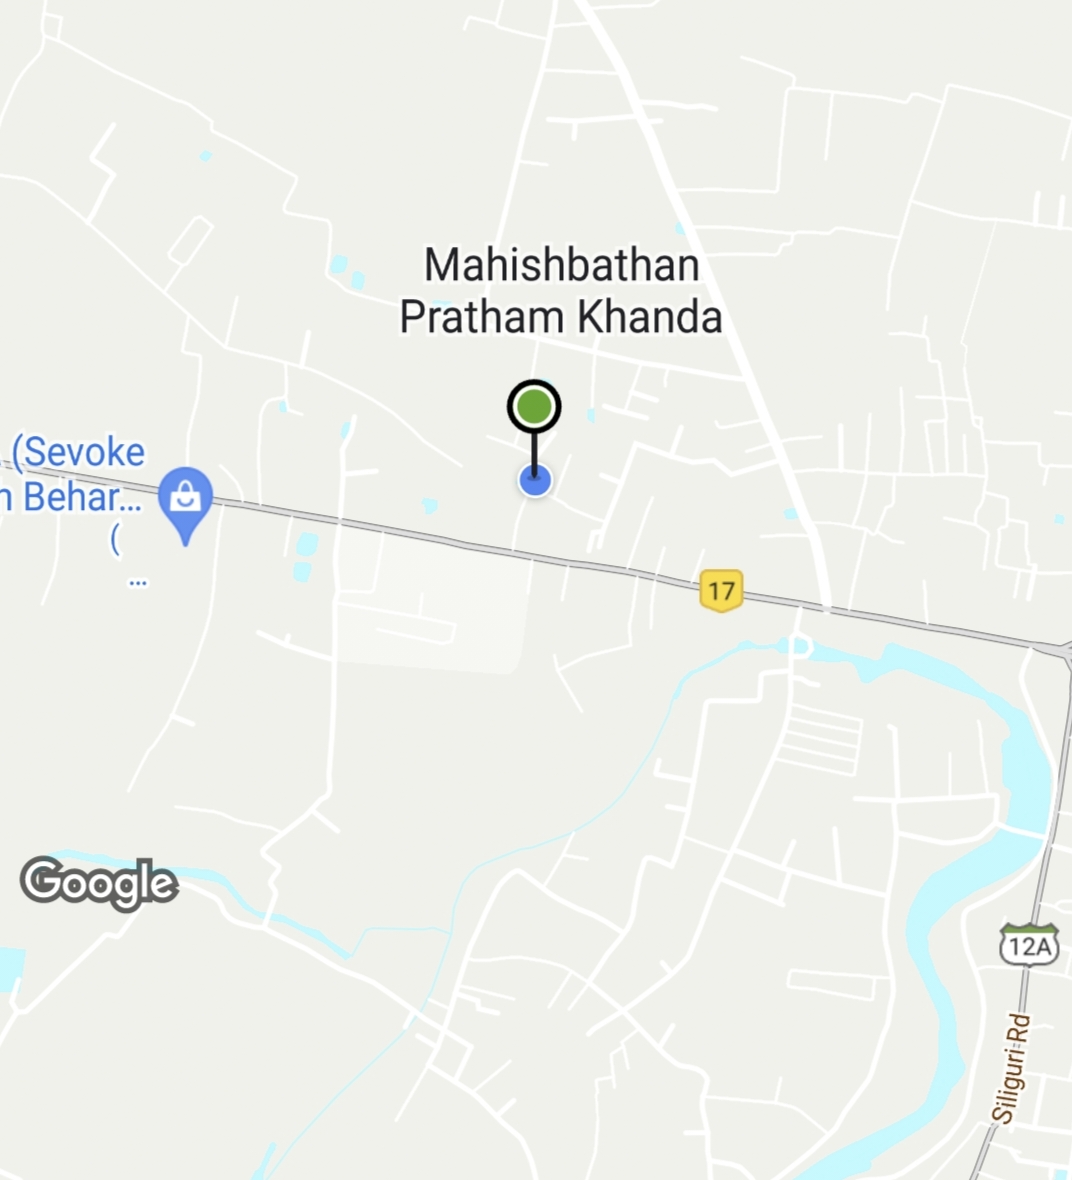 Mahishbathan
Pratham Khanda
(Sevoke
h Behar...
(
...
17
Google
12A
Siliguri Rd